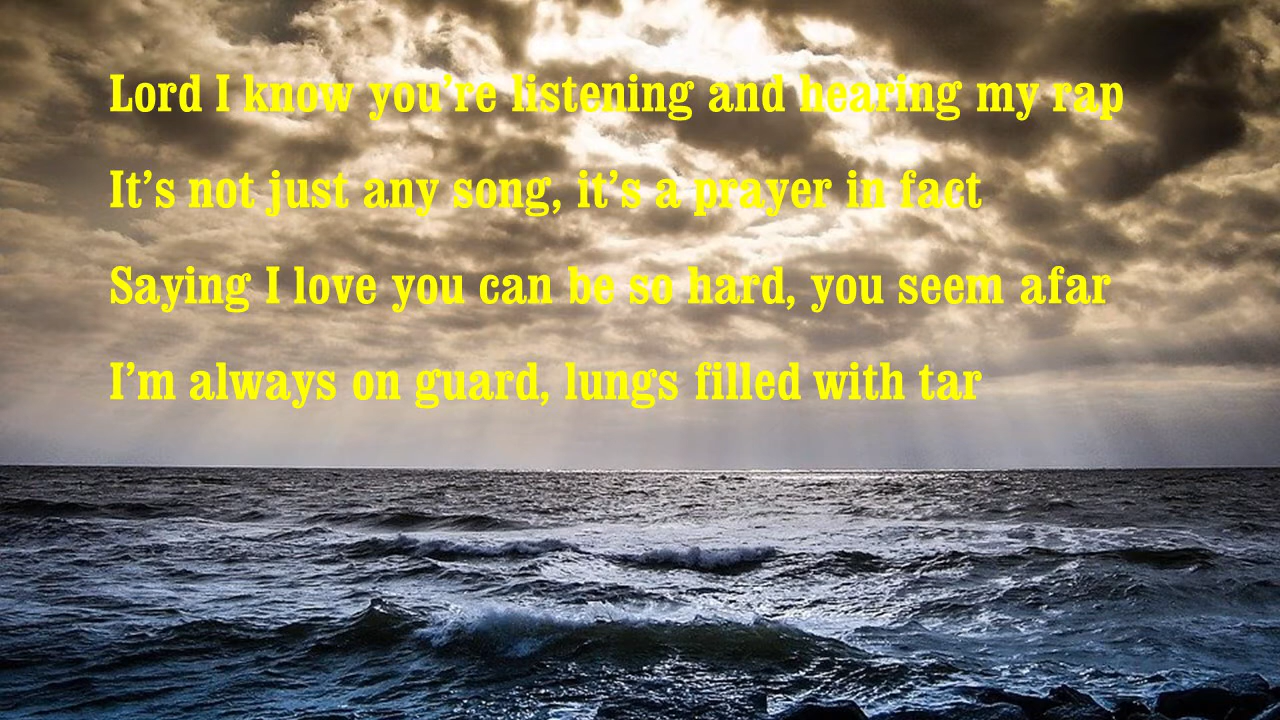 Lord I know you’re listening and hearing my rap
It’s not just any song, it’s a prayer in fact
Saying I love you can be so hard, you seem afar
I’m always on guard, lungs filled with tar